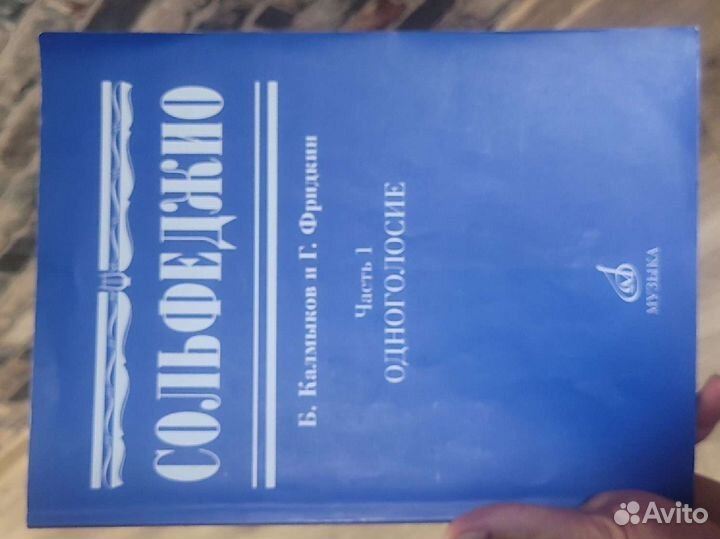 СОЛЬФЕДЖИО
Б. Калмыков и Г. Фридкин
Часть 1
ОДНОГОЛОСИЕ
МУЗЫКА
Avito